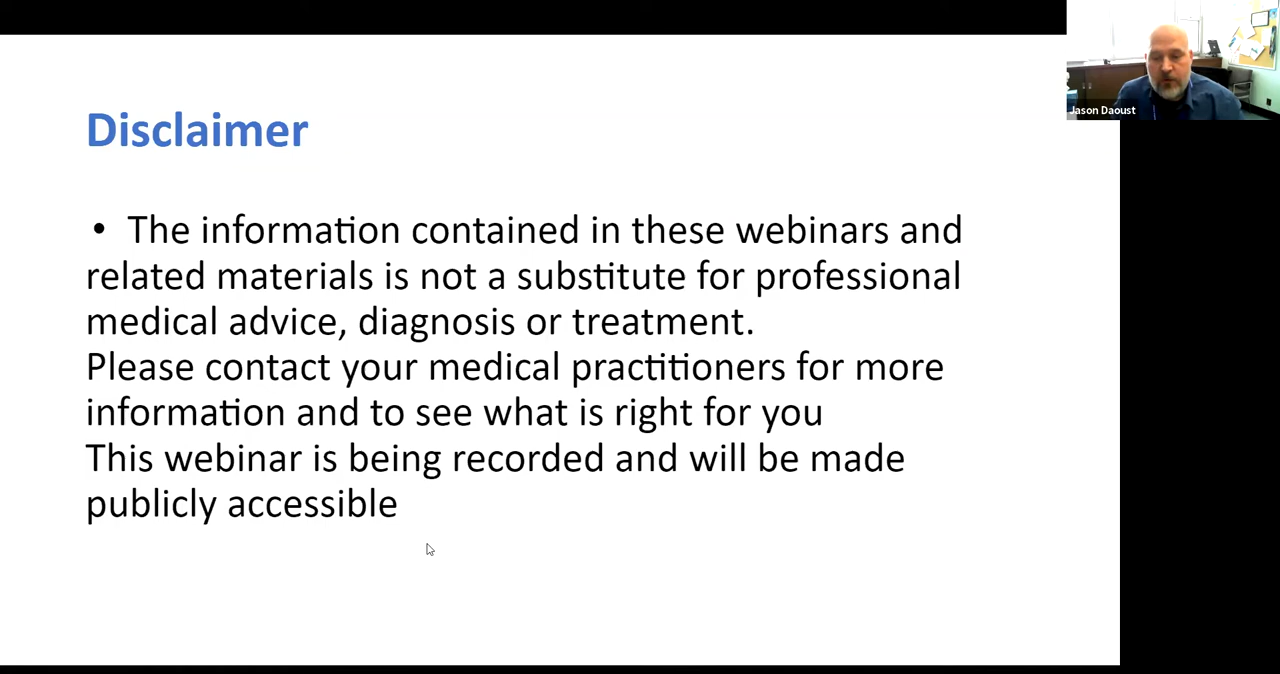 Jason Daoust
Disclaimer
• The information contained in these webinars and
related materials is not a substitute for professional
medical advice, diagnosis or treatment.
Please contact your medical practitioners for more
information and to see what is right for you
This webinar is being recorded and will be made
publicly accessible